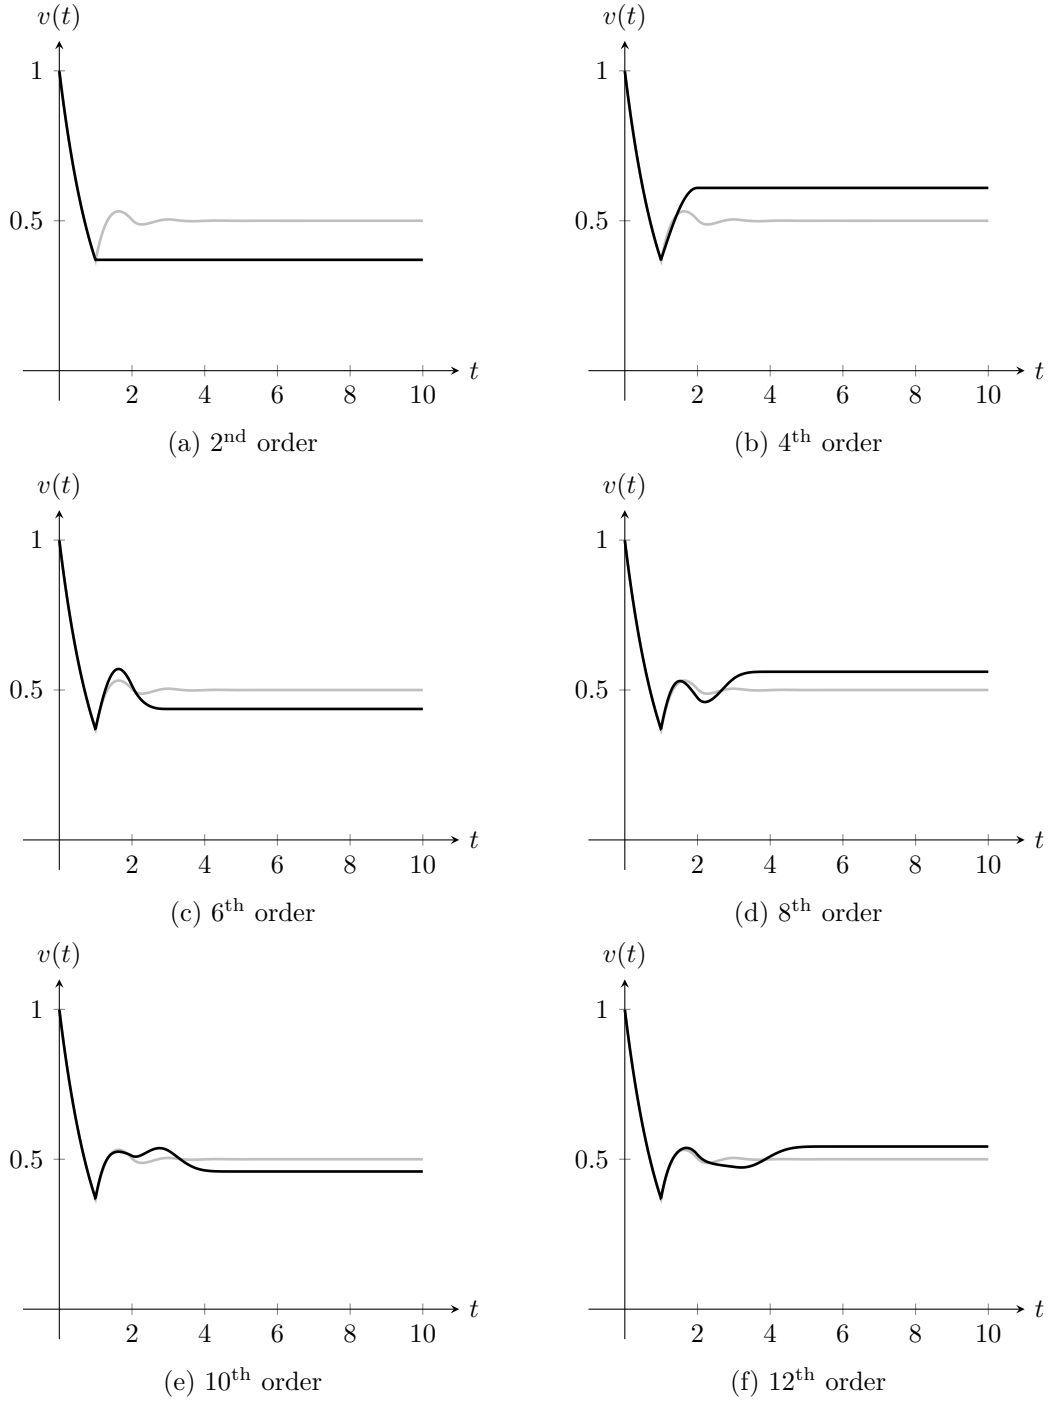 v(t) v(t)
1 1
0.5 0.5
t t
2 4 6 8 10 2 4 6 8 10
(a) 2nd order (b) 4th order
v(t) v(t)
1 1
0.5 0.5
t t
2 4 6 8 10 2 4 6 8 10
(c) 6th order (d) 8th order
v(t) v(t)
1 1
0.5 0.5
t t
2 4 6 8 10 2 4 6 8 10
(e) 10th order (f) 12th order